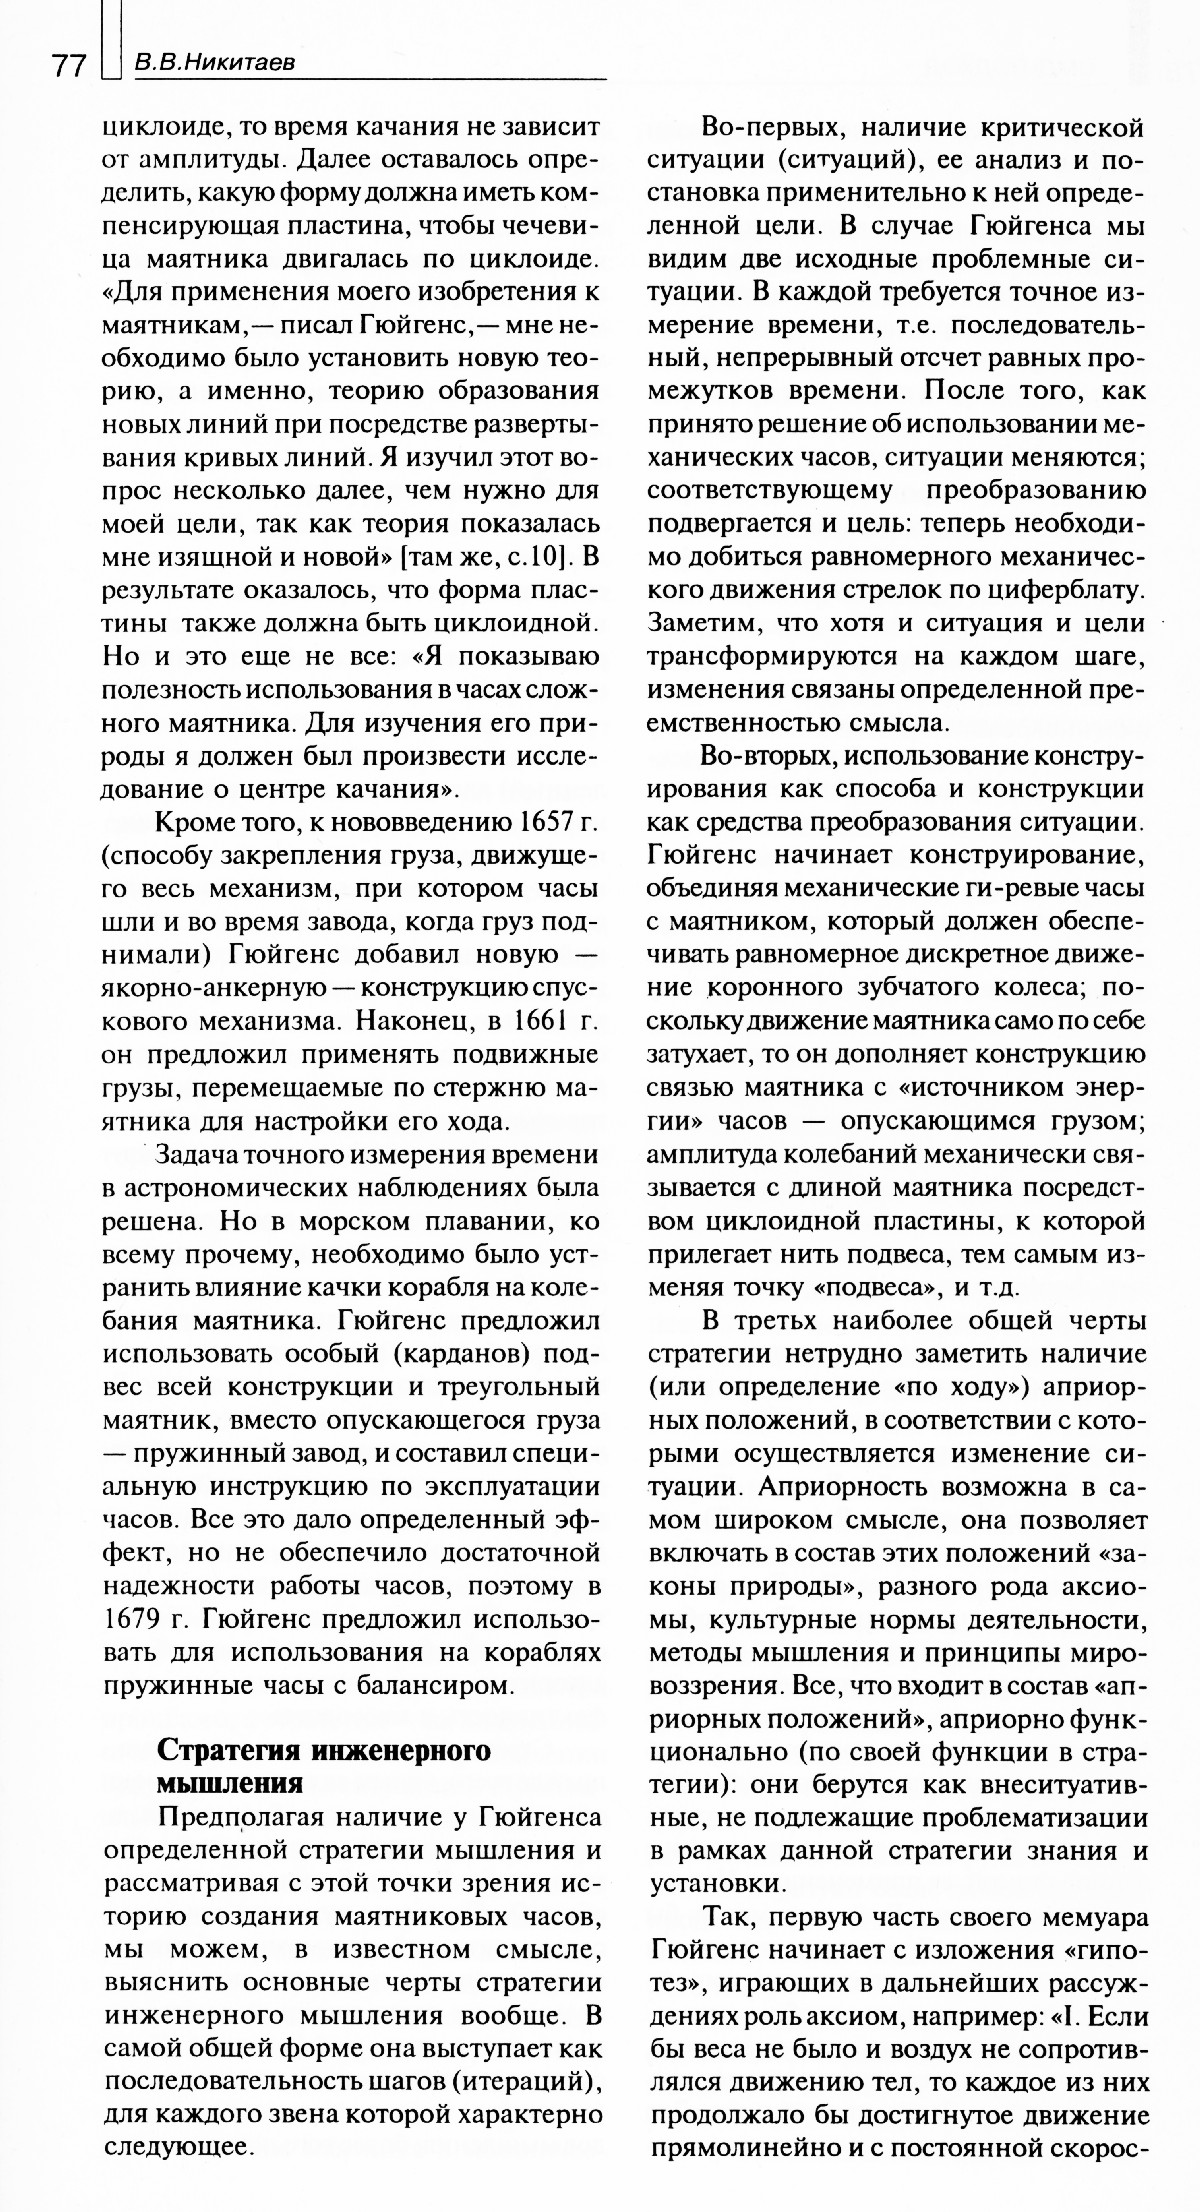 77
В.В.Никитаев
циклоиде, то время качания не зависит
от амплитуды. Далее оставалось опре-
делить, какую форму должна иметь ком-
пенсирующая пластина, чтобы чечеви-
ца маятника двигалась по циклоиде.
«Для применения моего изобретения к
маятникам,— писал Гюйгенс,— мне не-
обходимо было установить новую тео-
рию, а именно, теорию образования
новых линий при посредстве разверты-
вания кривых линий. Я изучил этот во-
прос несколько далее, чем нужно для
моей цели, так как теория показалась
мне изящной и новой» [там же, с.10]. В
результате оказалось, что форма плас-
тины также должна быть циклоидной.
Но и это еще не все: «Я показываю
полезность использования в часах слож-
ного маятника. Для изучения его при-
роды я должен был произвести иссле-
дование о центре качания».
Кроме того, к нововведению 1657 г.
(способу закрепления груза, движуще-
го весь механизм, при котором часы
шли и во время завода, когда груз под-
нимали) Гюйгенс добавил новую —
якорно-анкерную — конструкцию спус-
кового механизма. Наконец, в 1661 г.
он предложил применять подвижные
грузы, перемещаемые по стержню ма-
ятника для настройки его хода.
Задача точного измерения времени
в астрономических наблюдениях была
решена. Но в морском плавании, ко
всему прочему, необходимо было уст-
ранить влияние качки корабля на коле-
бания маятника. Гюйгенс предложил
использовать особый (карданов) под-
вес всей конструкции и треугольный
маятник, вместо опускающегося груза
— пружинный завод, и составил специ-
альную инструкцию по эксплуатации
часов. Все это дало определенный эф-
фект, но не обеспечило достаточной
надежности работы часов, поэтому в
1679 г. Гюйгенс предложил использо-
вать для использования на кораблях
пружинные часы с балансиром.
Стратегия инженерного
мышления
Предполагая наличие у Гюйгенса
определенной стратегии мышления и
рассматривая с этой точки зрения ис-
торию создания маятниковых часов,
мы можем, в известном смысле,
выяснить основные черты стратегии
инженерного мышления вообще. В
самой общей форме она выступает как
последовательность шагов (итераций),
для каждого звена которой характерно
следующее.
Во-первых, наличие критической
ситуации (ситуаций), ее анализ и по-
становка применительно к ней опреде-
ленной цели. В случае Гюйгенса мы
видим две исходные проблемные си-
туации. В каждой требуется точное из-
мерение времени, т.е. последователь-
ный, непрерывный отсчет равных про-
межутков времени. После того, как
принято решение об использовании ме-
ханических часов, ситуации меняются;
соответствующему преобразованию
подвергается и цель: теперь необходи-
мо добиться равномерного механичес-
кого движения стрелок по циферблату.
Заметим, что хотя и ситуация и цели
трансформируются на каждом шаге,
изменения связаны определенной пре-
емственностью смысла.
Во-вторых, использование констру-
ирования как способа и конструкции
как средства преобразования ситуации.
Гюйгенс начинает конструирование,
объединяя механические ги-ревые часы
с маятником, который должен обеспе-
чивать равномерное дискретное движе-
ние коронного зубчатого колеса; по-
скольку движение маятника само по себе
затухает, то он дополняет конструкцию
связью маятника с «источником энер-
гии» часов — опускающимся грузом;
амплитуда колебаний механически свя-
зывается с длиной маятника посредст-
вом циклоидной пластины, к которой
прилегает нить подвеса, тем самым из-
меняя точку «подвеса», и т.д.
В третьх наиболее общей черты
стратегии нетрудно заметить наличие
(или определение «по ходу») априор-
ных положений, в соответствии с кото-
рыми осуществляется изменение си-
туации. Априорность возможна в са-
мом широком смысле, она позволяет
включать в состав этих положений «за-
коны природы», разного рода аксио-
мы, культурные нормы деятельности,
методы мышления и принципы миро-
воззрения. Все, что входит в состав «ап-
риорных положений», априорно функ-
ционально (по своей функции в стра-
тегии): они берутся как внеситуатив-
ные, не подлежащие проблематизации
в рамках данной стратегии знания и
установки.
Так, первую часть своего мемуара
Гюйгенс начинает с изложения «гипо-
тез», играющих в дальнейших рассуж-
дениях роль аксиом, например: «I. Если
бы веса не было и воздух не сопротив-
лялся движению тел, то каждое из них
продолжало бы достигнутое движение
прямолинейно и с постоянной скорос-